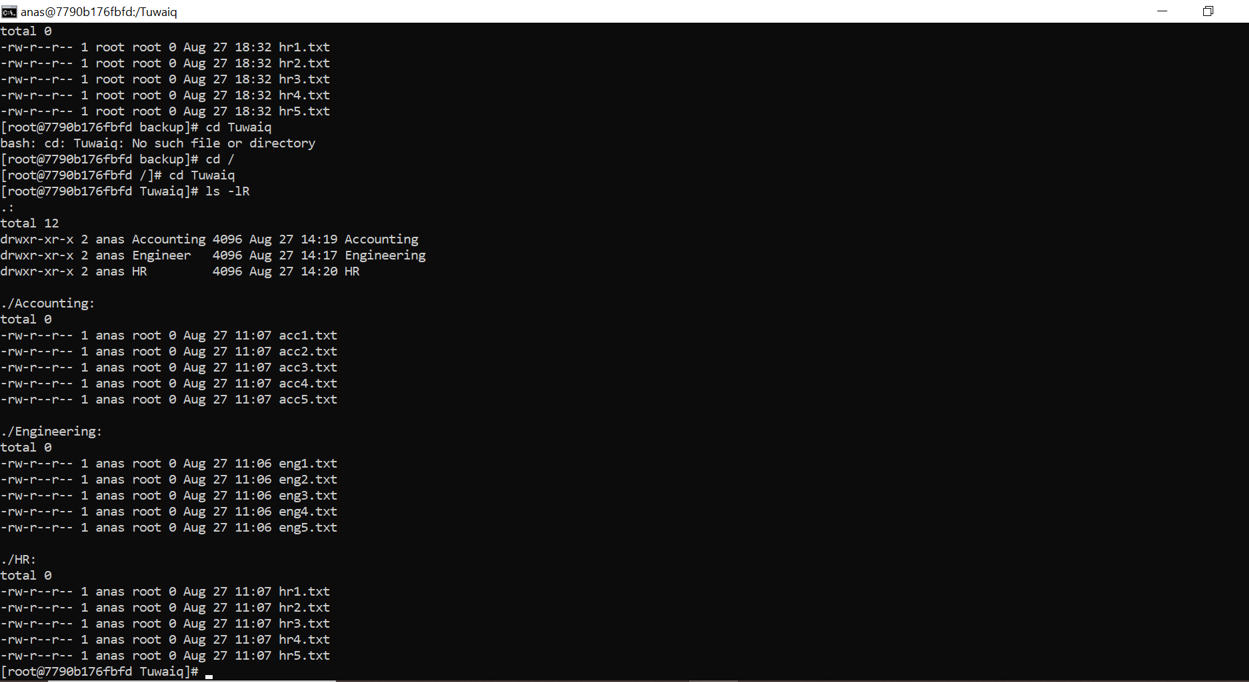 anas@7790b176fbfd:/Tuwaiq
total 0
-rw-r--r-- 1 root root 0 Aug 27 18:32 hr1.txt
-rw-r--r-- 1 root root 0 Aug 27 18:32 hr2.txt
-rw-r--r-- 1 root root 0 Aug 27 18:32 hr3.txt
-rw-r--r-- 1 root root 0 Aug 27 18:32 hr4.txt
-rw-r--r-- 1 root root 0 Aug 27 18:32 hr5.txt
[root@7790b176fbfd backup]# cd Tuwaiq
bash: cd: Tuwaiq: No such file or directory
[root@7790b176fbfd backup]# cd /
[root@7790b176fbfd /]# cd Tuwaiq
[root@7790b176fbfd Tuwaiq]# ls -lR
.:
total 12
drwxr-xr-x 2 anas Accounting 4096 Aug 27 14:19 Accounting
drwxr-xr-x 2 anas Engineer   4096 Aug 27 14:17 Engineering
drwxr-xr-x 2 anas HR         4096 Aug 27 14:20 HR

./Accounting:
total 0
-rw-r--r-- 1 anas root 0 Aug 27 11:07 acc1.txt
-rw-r--r-- 1 anas root 0 Aug 27 11:07 acc2.txt
-rw-r--r-- 1 anas root 0 Aug 27 11:07 acc3.txt
-rw-r--r-- 1 anas root 0 Aug 27 11:07 acc4.txt
-rw-r--r-- 1 anas root 0 Aug 27 11:07 acc5.txt

./Engineering:
total 0
-rw-r--r-- 1 anas root 0 Aug 27 11:06 eng1.txt
-rw-r--r-- 1 anas root 0 Aug 27 11:06 eng2.txt
-rw-r--r-- 1 anas root 0 Aug 27 11:06 eng3.txt
-rw-r--r-- 1 anas root 0 Aug 27 11:06 eng4.txt
-rw-r--r-- 1 anas root 0 Aug 27 11:06 eng5.txt

./HR:
total 0
-rw-r--r-- 1 anas root 0 Aug 27 11:07 hr1.txt
-rw-r--r-- 1 anas root 0 Aug 27 11:07 hr2.txt
-rw-r--r-- 1 anas root 0 Aug 27 11:07 hr3.txt
-rw-r--r-- 1 anas root 0 Aug 27 11:07 hr4.txt
-rw-r--r-- 1 anas root 0 Aug 27 11:07 hr5.txt
[root@7790b176fbfd Tuwaiq]#